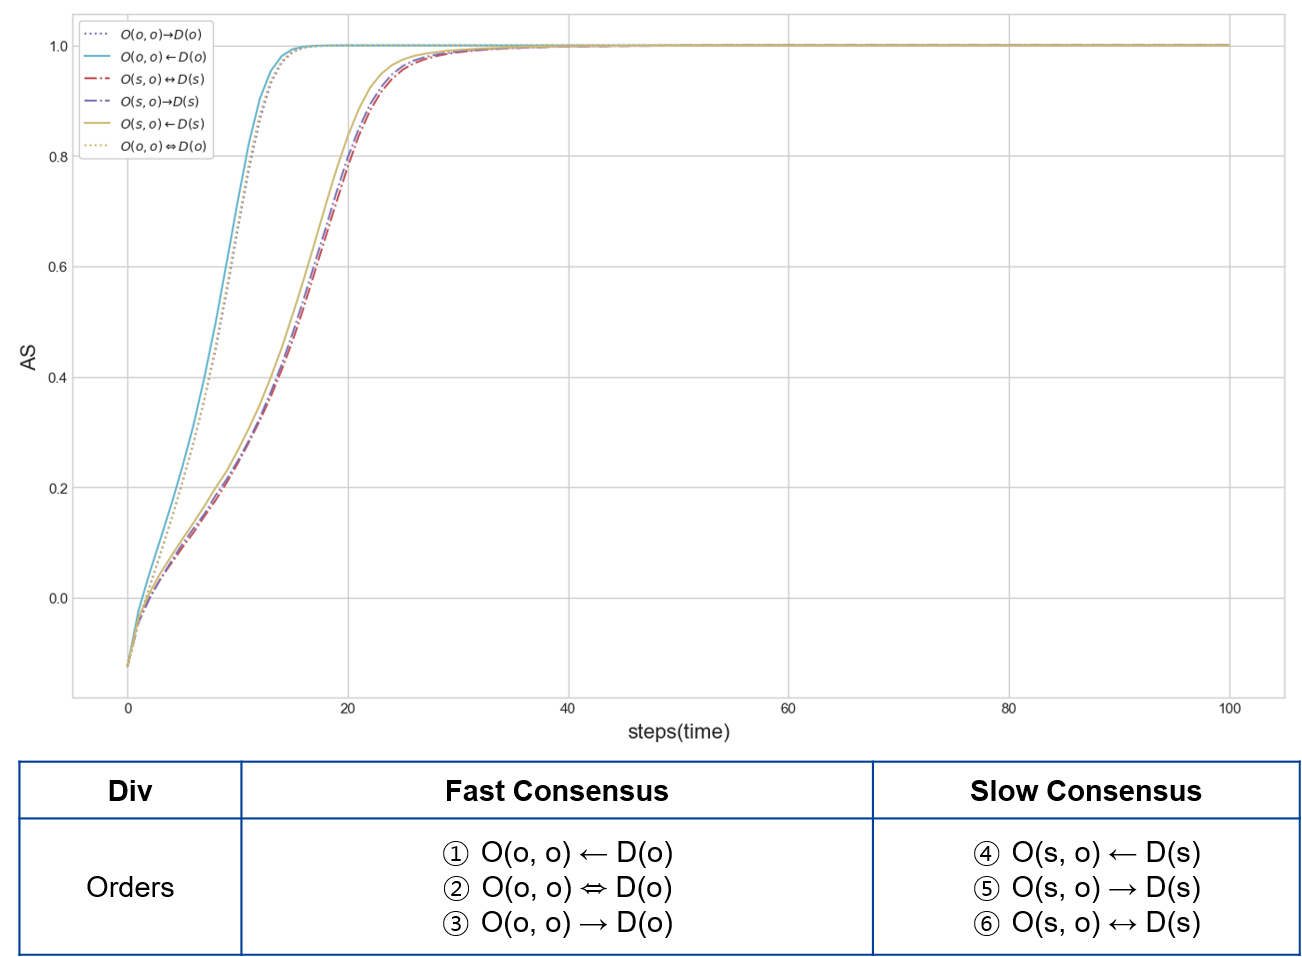 O(o, o)→D(o)
O(o, o)←D(o)
O(s, o)↔D(s)
O(s, o)→D(s)
O(s, o)←D(s)
O(o, o)⇔D(o)
1.0
0.8
0.6
0.4
0.2
0.0
AS
0 20 40 60 80 100
steps(time)
Div Fast Consensus Slow Consensus
Orders
① O(o, o) ← D(o)
② O(o, o) ⇔ D(o)
③ O(o, o) → D(o)
④ O(s, o) ← D(s)
⑤ O(s, o) → D(s)
⑥ O(s, o) ↔ D(s)